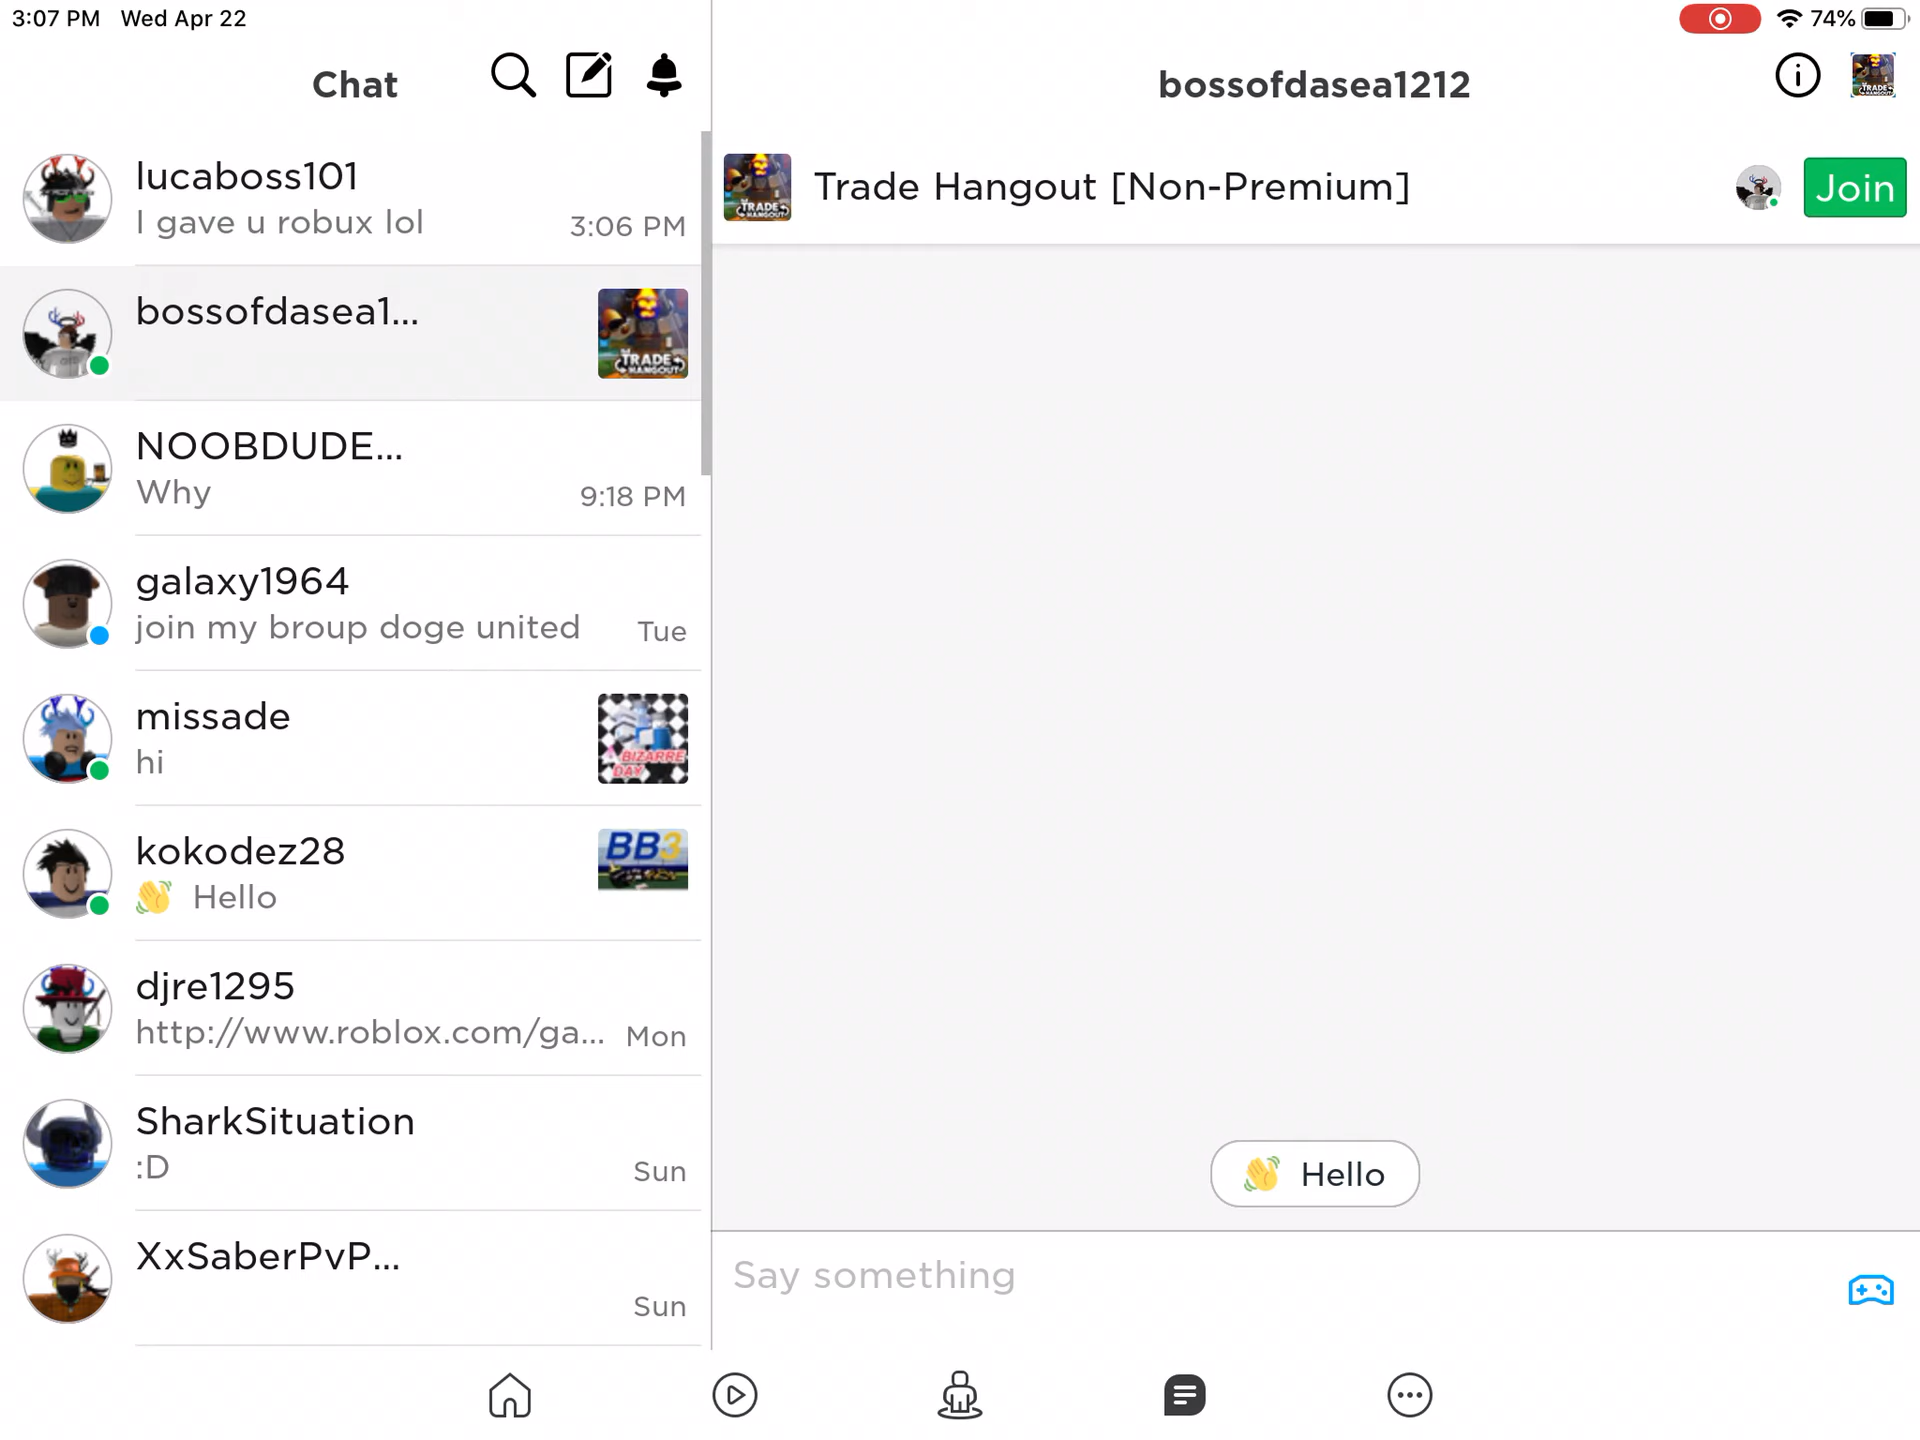 3:07 PM Wed Apr 22
74%
Chat
bossofdasea1212
lucaboss101
I gave u robux lol
3:06 PM
Trade Hangout [Non-Premium]
Join
TRADE HANGOUT
bossofdasea1...
TRADE HANGOUT
NOOBDUDE...
Why
9:18 PM
galaxy1964
join my broup doge united
Tue
missade
hi
BIZARRE
DAY
kokodez28
👋 Hello
BB3
djre1295
http://www.roblox.com/ga...
Mon
SharkSituation
:D
Sun
👋 Hello
XxSaberPvP...
Sun
Say something